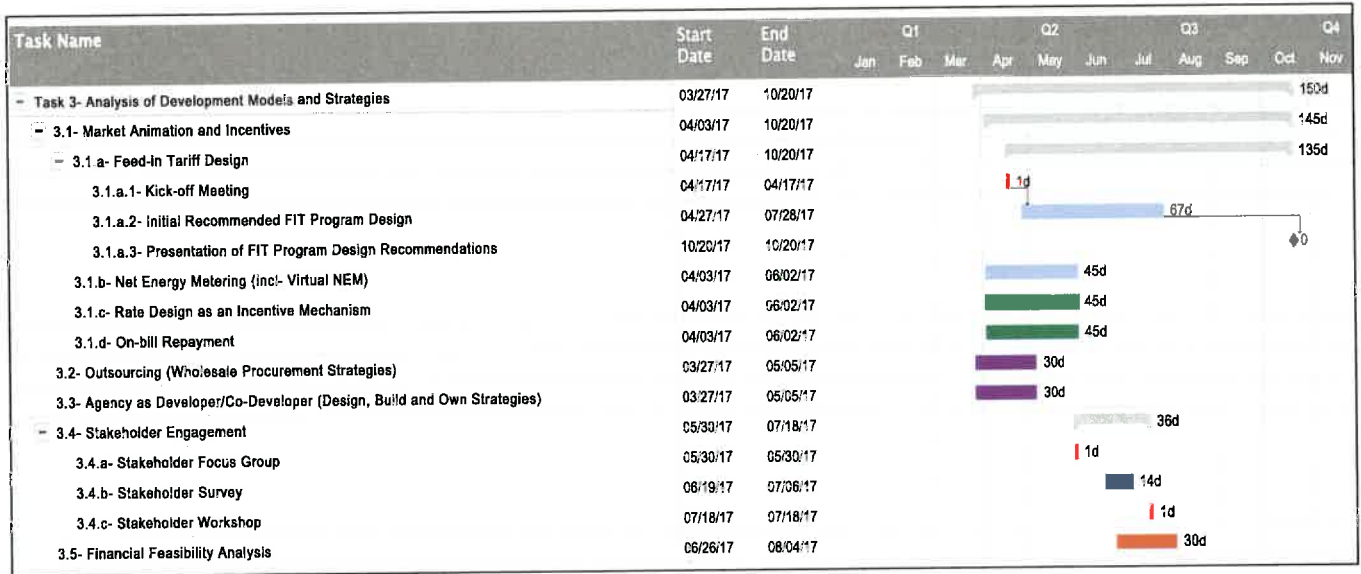 Task Name Start Date End Date Q1 Q2 Q3 Q4
Jan Feb Mar Apr May Jun Jul Aug Sep Oct Nov
Task 3- Analysis of Development Models and Strategies 03/27/17 10/20/17 150d
3.1- Market Animation and Incentives 04/03/17 10/20/17 145d
3.1.a- Feed-in Tariff Design 04/17/17 10/20/17 135d
3.1.a.1- Kick-off Meeting 04/17/17 04/17/17 1d
3.1.a.2- Initial Recommended FIT Program Design 04/27/17 07/28/17 67d
3.1.a.3- Presentation of FIT Program Design Recommendations 10/20/17 10/20/17 0
3.1.b- Net Energy Metering (incl- Virtual NEM) 04/03/17 06/02/17 45d
3.1.c- Rate Design as an Incentive Mechanism 04/03/17 06/02/17 45d
3.1.d- On-bill Repayment 04/03/17 06/02/17 45d
3.2- Outsourcing (Wholesale Procurement Strategies) 03/27/17 05/05/17 30d
3.3- Agency as Developer/Co-Developer (Design, Build and Own Strategies) 03/27/17 05/05/17 30d
3.4- Stakeholder Engagement 05/30/17 07/18/17 36d
3.4.a- Stakeholder Focus Group 05/30/17 05/30/17 1d
3.4.b- Stakeholder Survey 06/19/17 07/06/17 14d
3.4.c- Stakeholder Workshop 07/18/17 07/18/17 1d
3.5- Financial Feasibility Analysis 06/26/17 08/04/17 30d